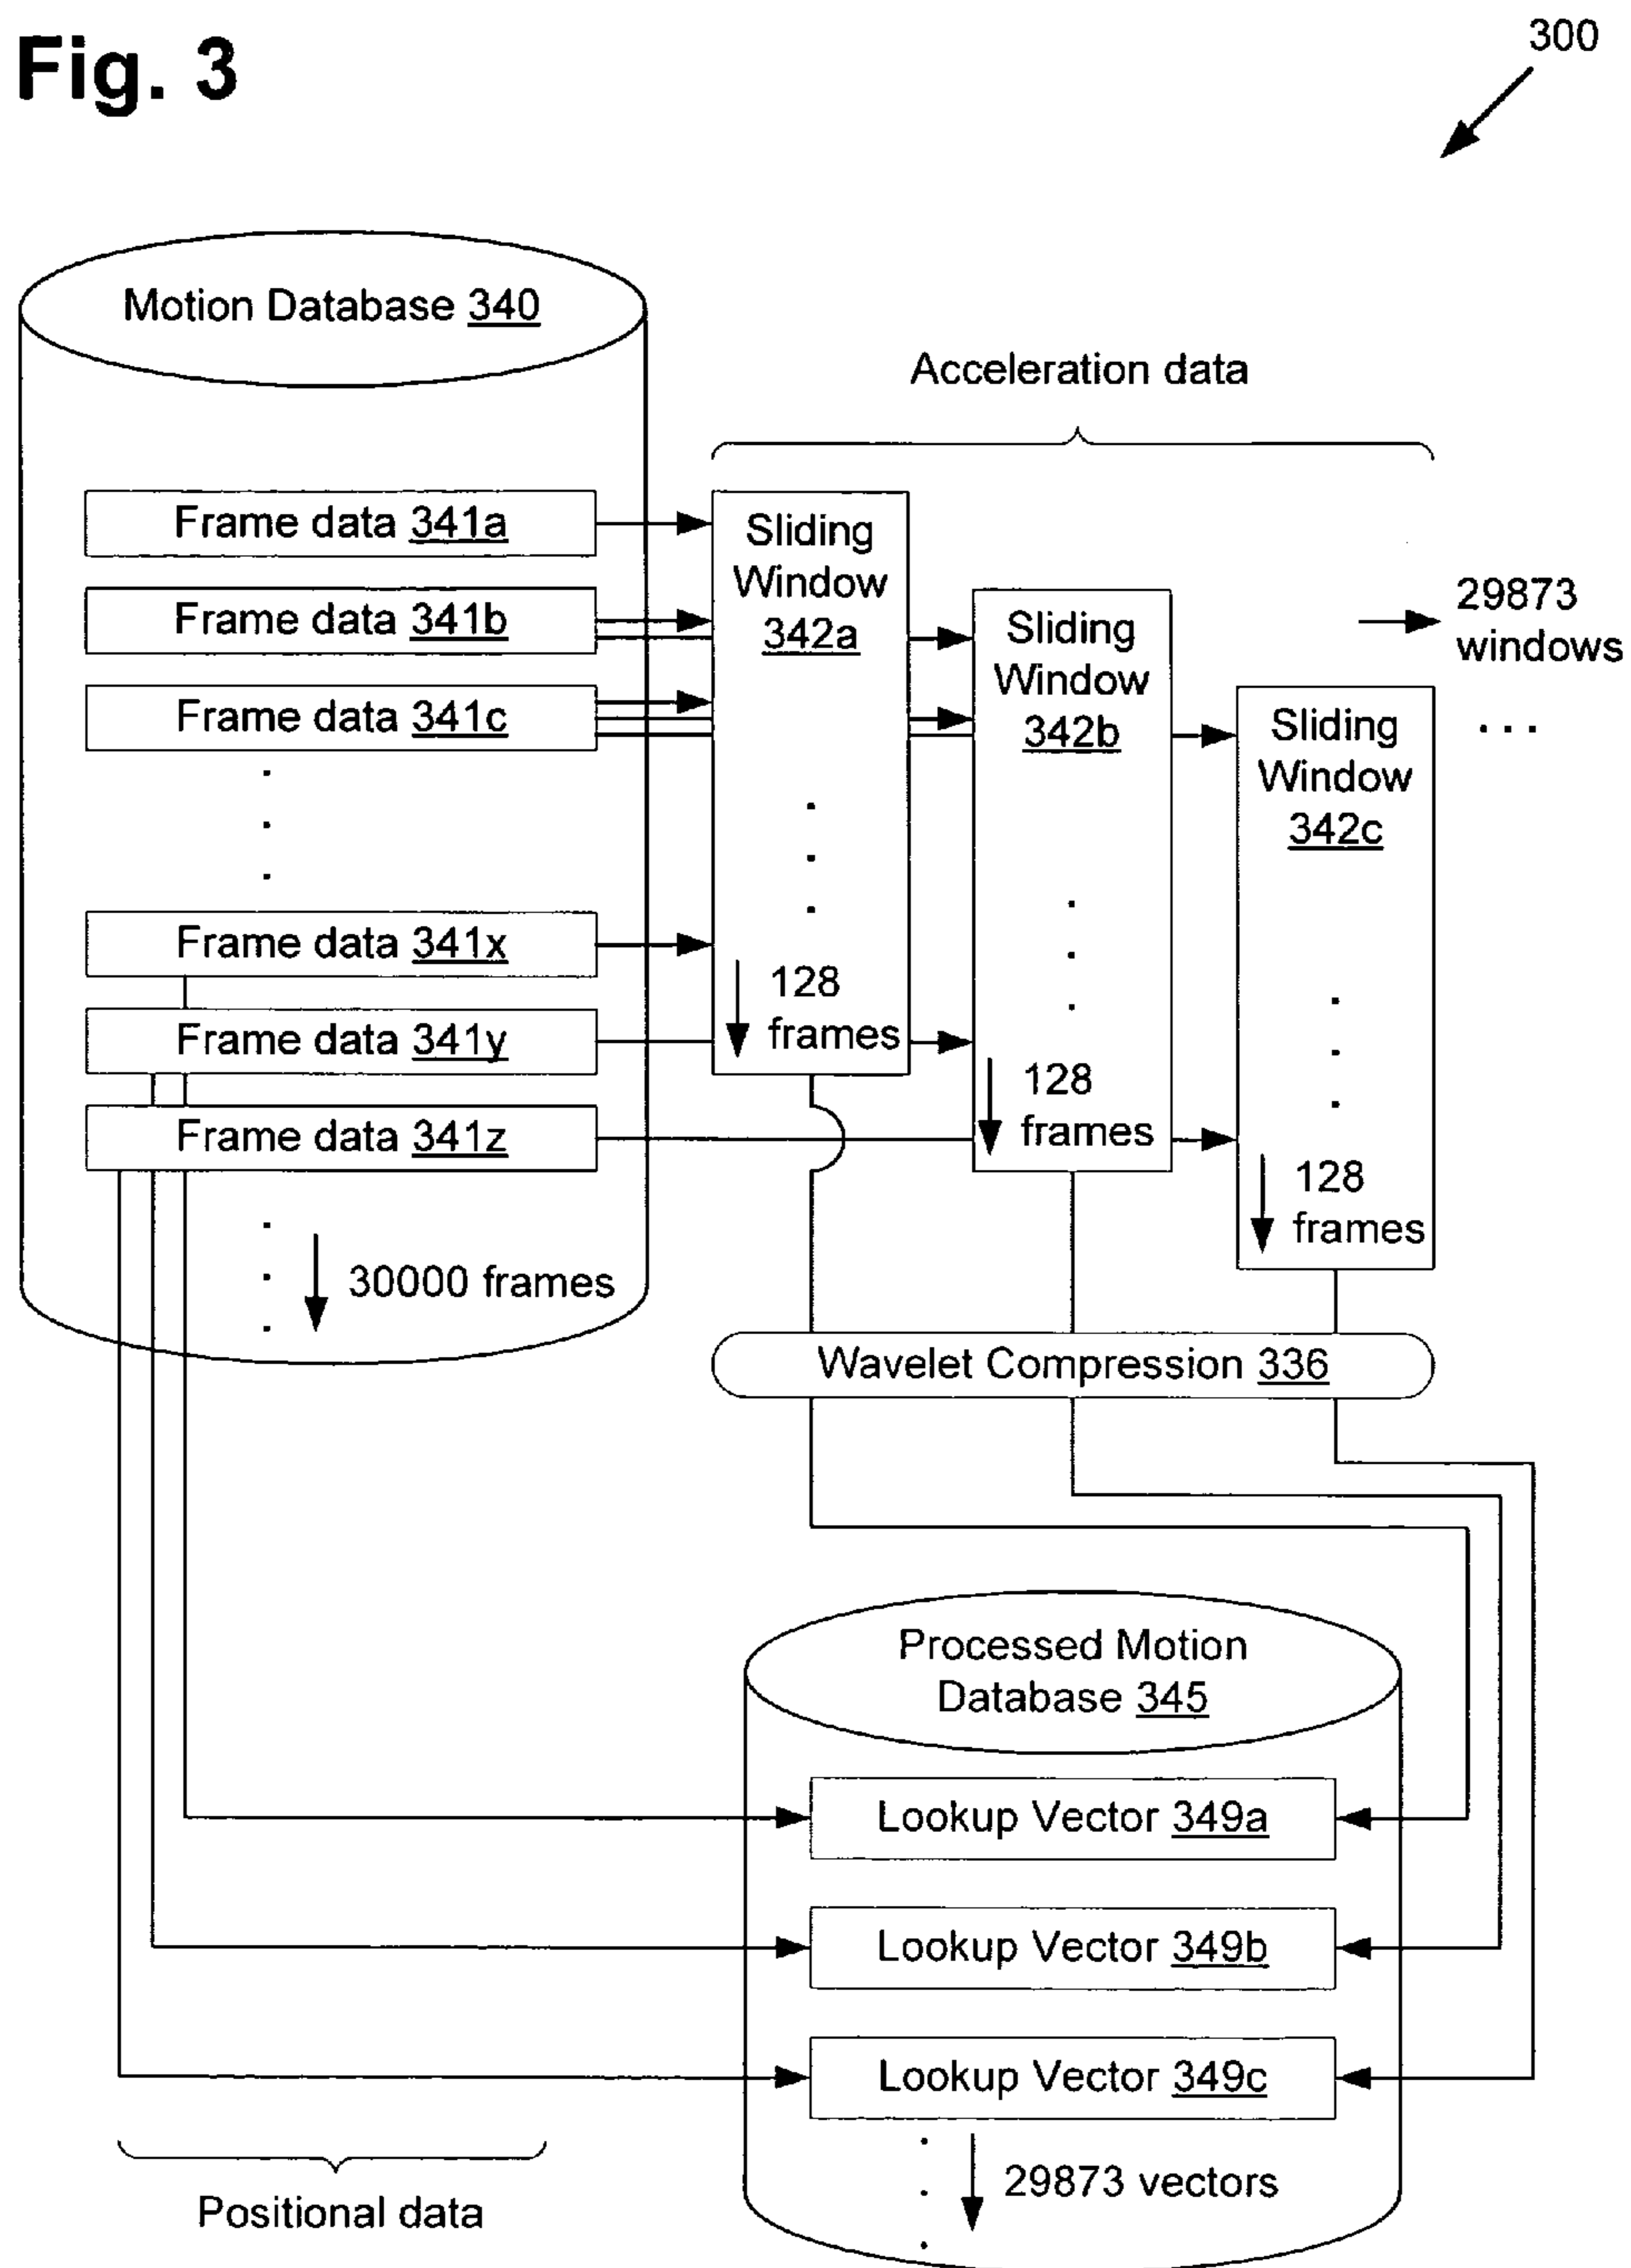 Fig. 3
300
Motion Database 340
Acceleration data
Frame data 341a
Frame data 341b
Frame data 341c
.
.
.
Frame data 341x
Frame data 341y
Frame data 341z
.
.
.
30000 frames
Sliding
Window
342a
.
.
.
128
frames
Sliding
Window
342b
.
.
.
128
frames
Sliding
Window
342c
.
.
.
128
frames
29873
windows
. . .
Wavelet Compression 336
Processed Motion
Database 345
Lookup Vector 349a
Lookup Vector 349b
Lookup Vector 349c
.
.
.
29873 vectors
Positional data